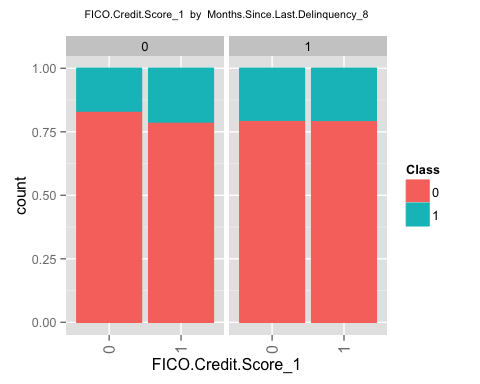 FICO.Credit.Score_1 by Months.Since.Last.Delinquency_8
0 1
1.00
0.75
0.50
0.25
0.00
count
0 1 0 1
FICO.Credit.Score_1
Class
0
1